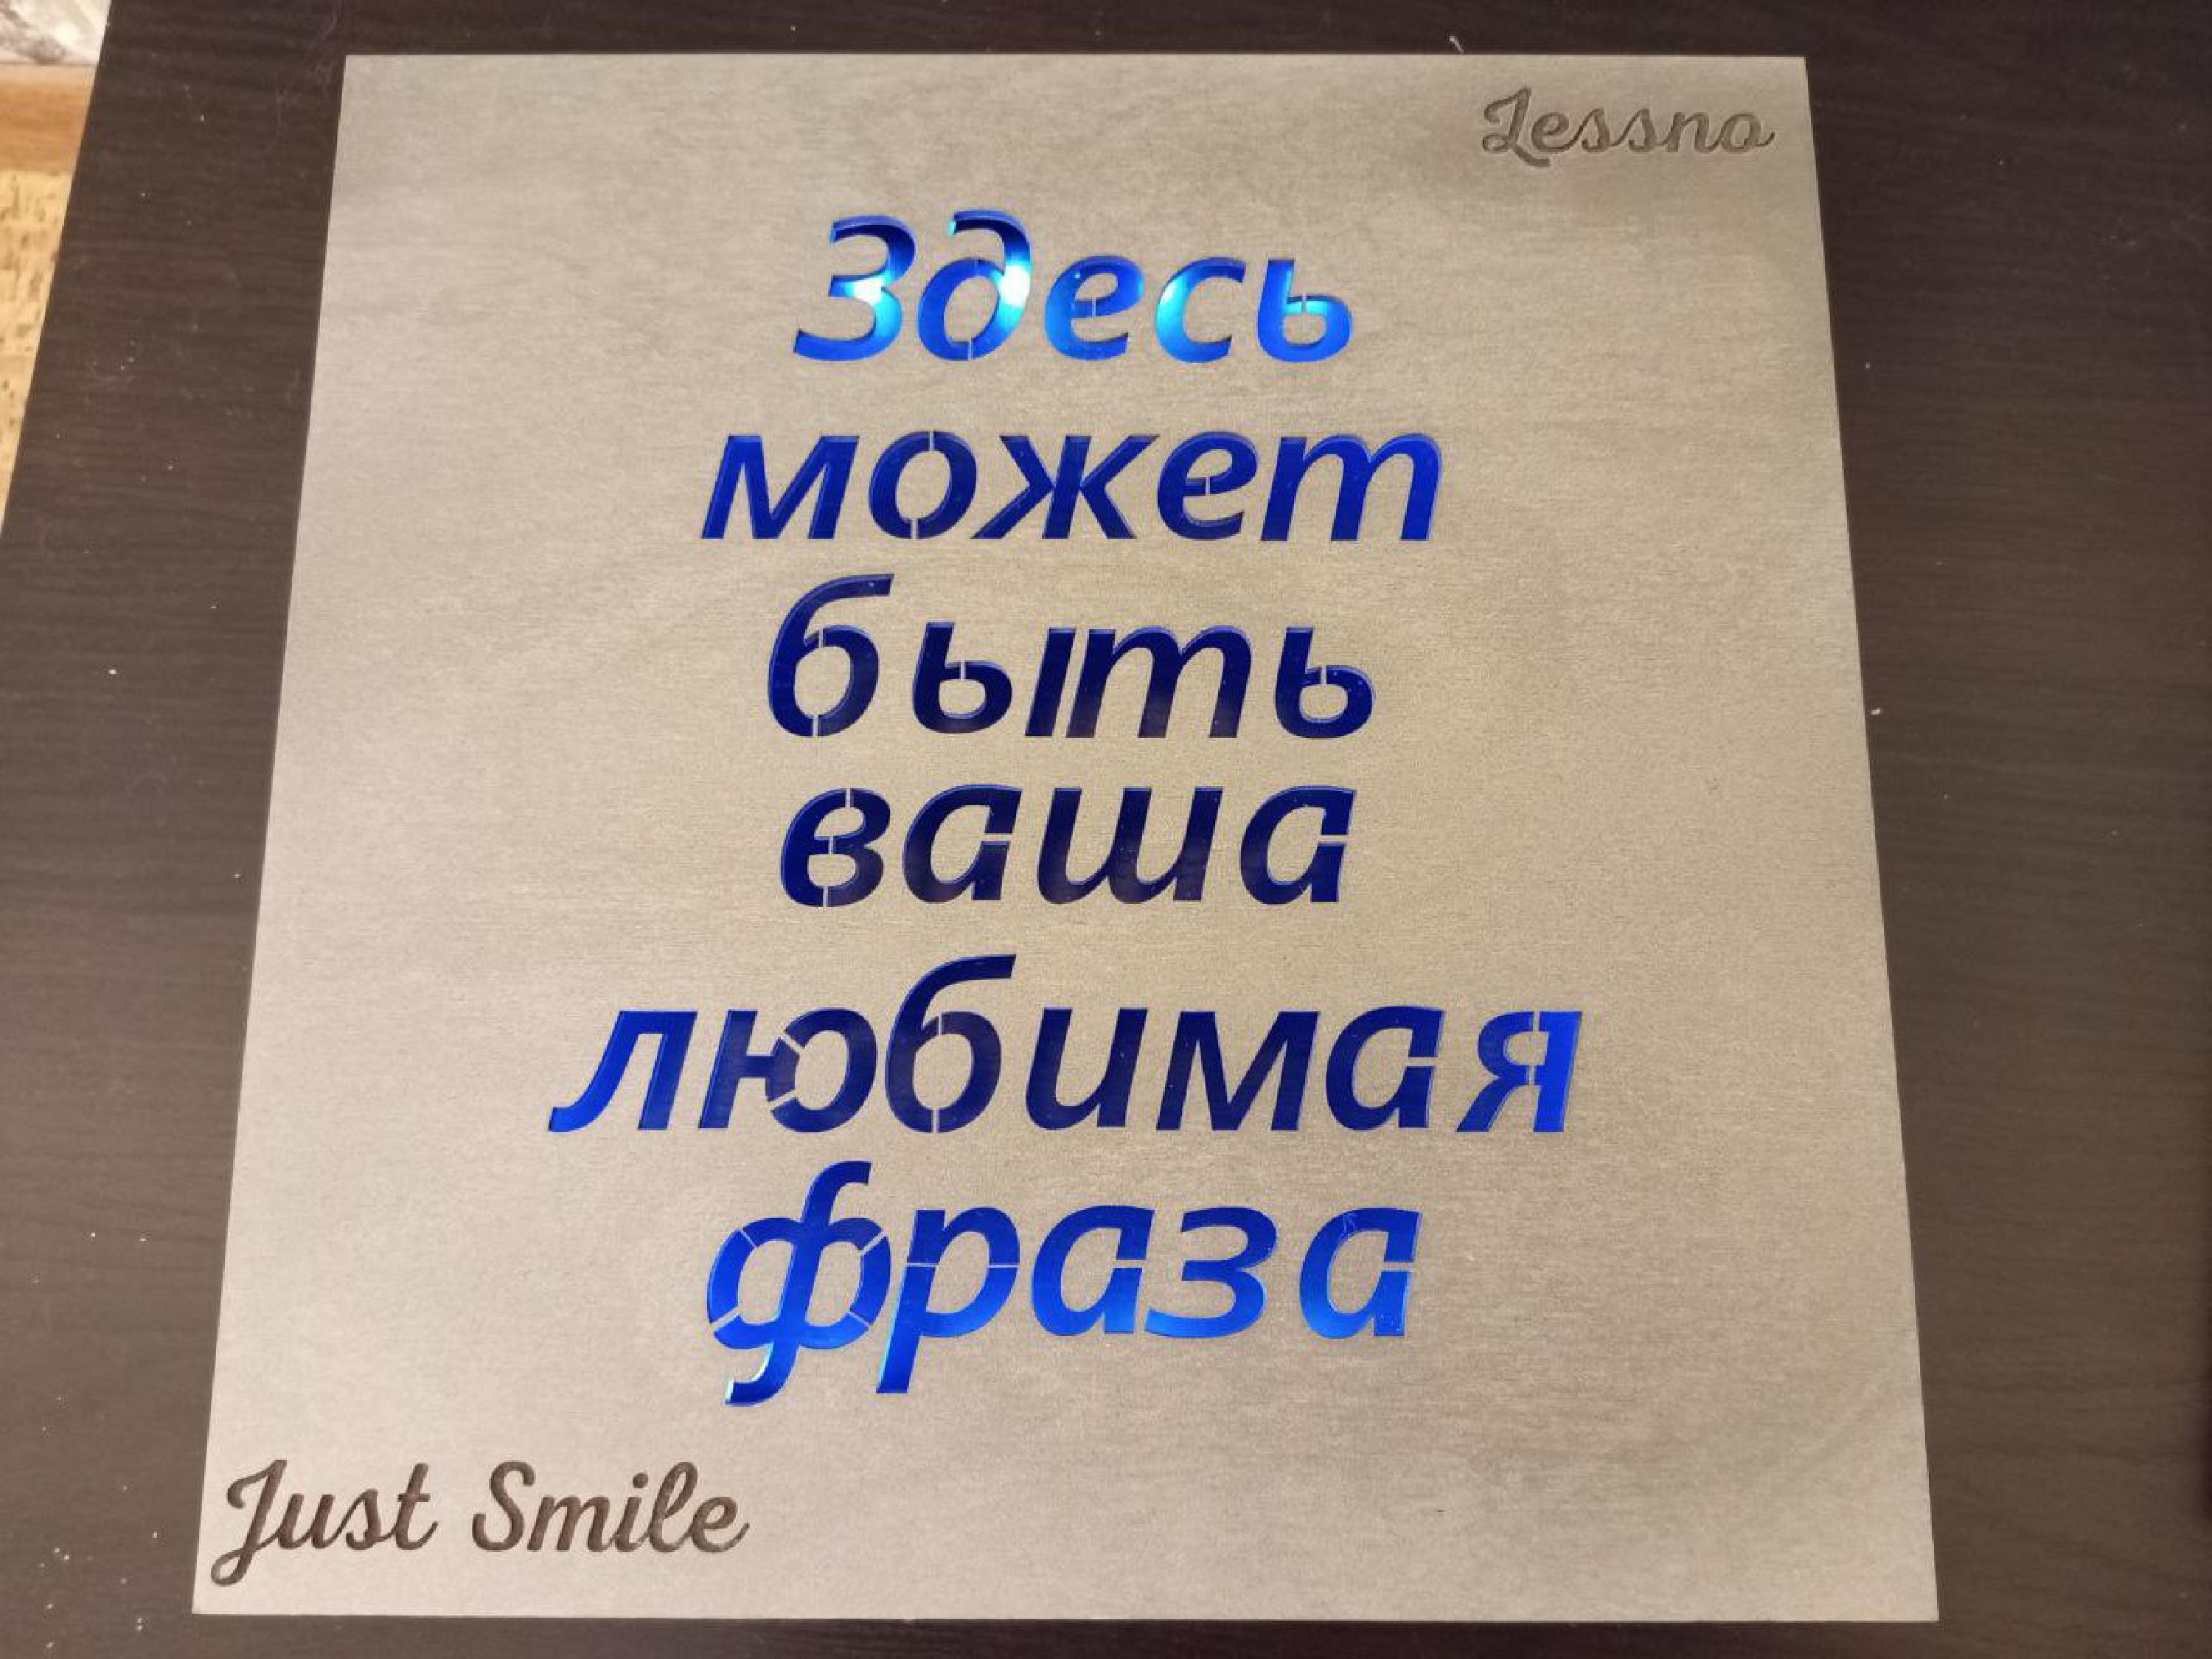 Lessno
Здесь
может
быть
ваша
любимая
фраза
Just Smile